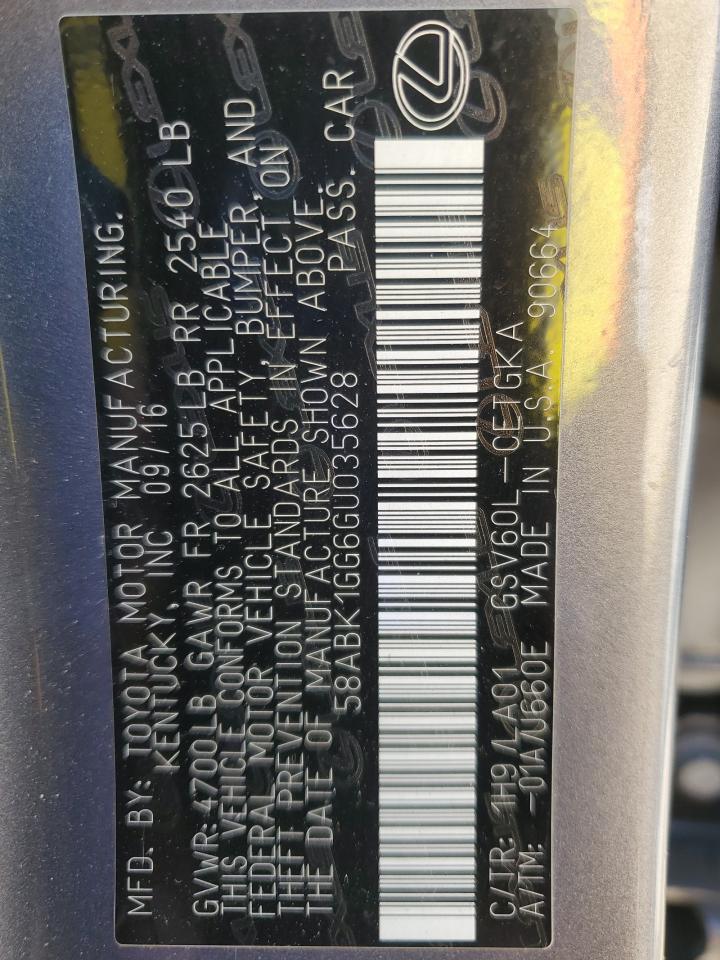 MFD. BY: TOYOTA MOTOR MANUFACTURING.
KENTUCKY, INC 09/16
GVWR: 4700LB GAWR FR 2625LB RR 2540LB
THIS VEHICLE CONFORMS TO ALL APPLICABLE
FEDERAL MOTOR VEHICLE SAFETY, BUMPER, AND
THEFT PREVENTION STANDARDS IN EFFECT ON
THE DATE OF MANUFACTURE SHOWN ABOVE.
58ABK1GG6GU035628 PASS. CAR
C/TR: 1H9/LA01 GSV60L-CETGKA
A/TM: -01A/U660E MADE IN U.S.A. 90664